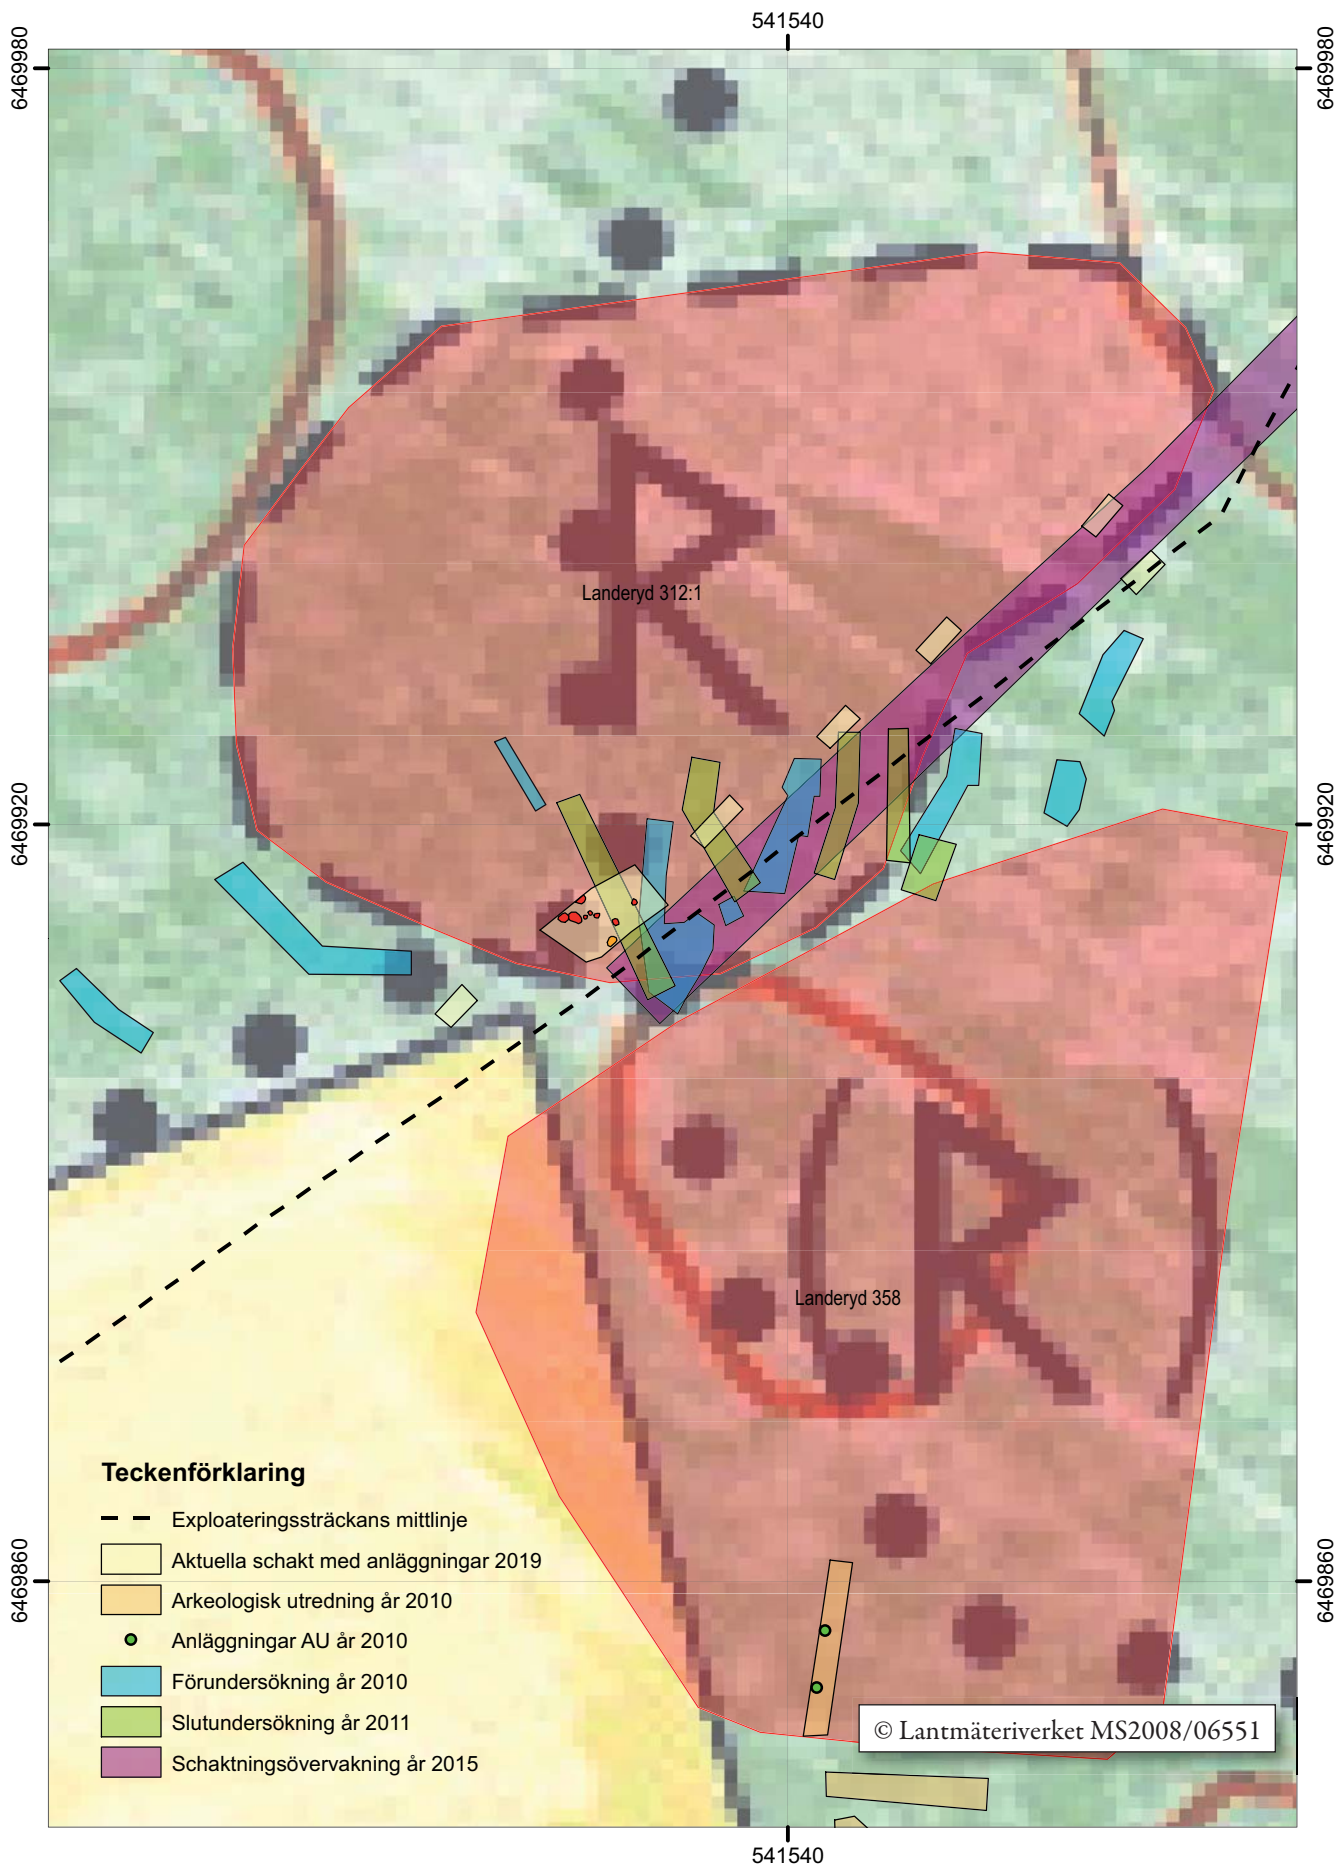 541540
6469980
6469980
Landeryd 312:1
6469920
6469920
R
Landeryd 358
R
Teckenförklaring
Exploateringssträckans mittlinje
Aktuella schakt med anläggningar 2019
Arkeologisk utredning år 2010
Anläggningar AU år 2010
Förundersökning år 2010
Slutundersökning år 2011
Schaktningsövervakning år 2015
6469860
6469860
© Lantmäteriverket MS2008/06551
541540